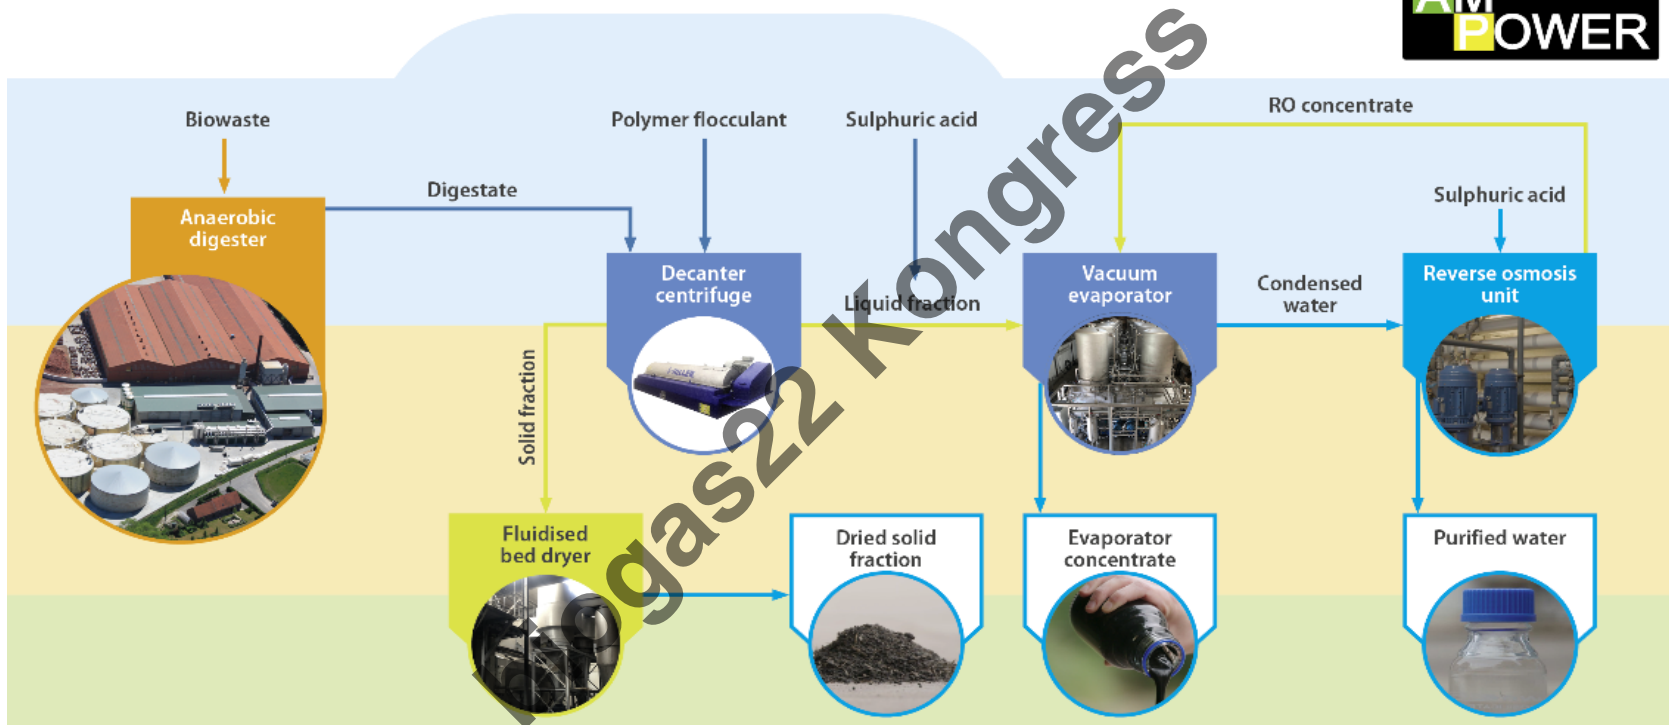 AM
POWER
RO concentrate
Biowaste
Polymer flocculant
Sulphuric acid
Digestate
Sulphuric acid
Anaerobic
digester
Decanter
centrifuge
Liquid fraction
Vacuum
evaporator
Condensed
water
Reverse osmosis
unit
Solid fraction
Fluidised
bed dryer
Dried solid
fraction
Evaporator
concentrate
Purified water
biogas22 Kongress